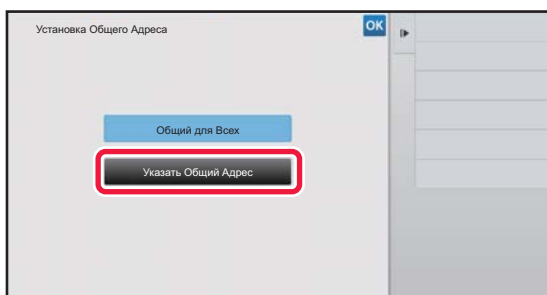 Установка Общего Адреса
OK
Общий для Всех
Указать Общий Адрес